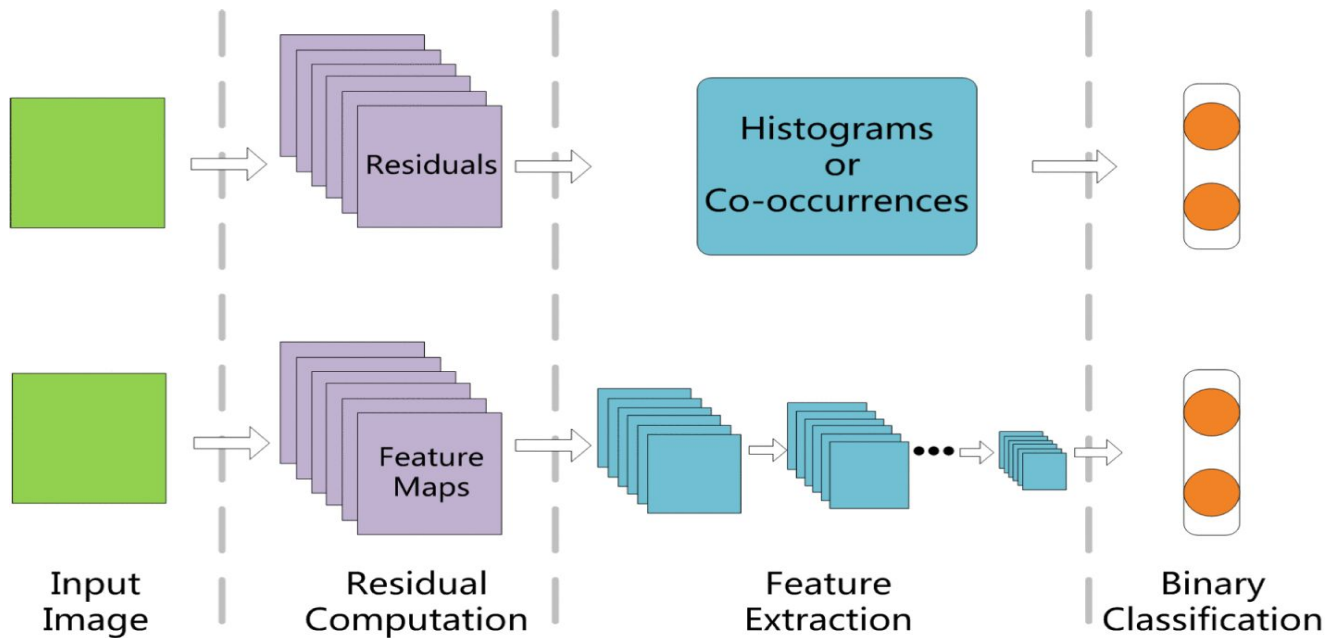 Residuals
Histograms
or
Co-occurrences
Feature
Maps
Input
Image
Residual
Computation
Feature
Extraction
Binary
Classification